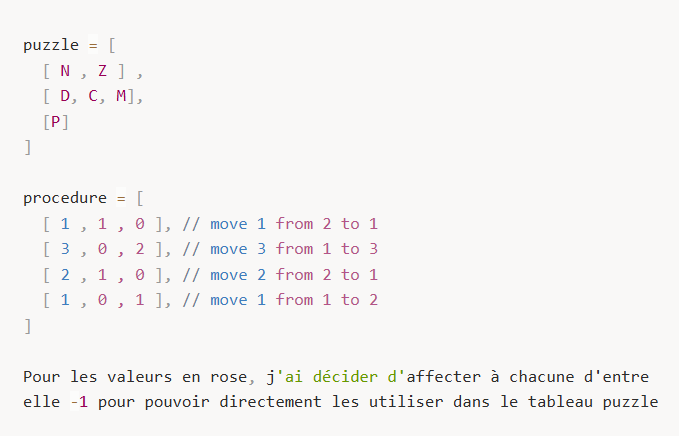 puzzle = [
[ N , Z ] ,
[ D, C, M],
[P]
]
procedure = [
[ 1 , 1 , 0 ], // move 1 from 2 to 1
[ 3 , 0 , 2 ], // move 3 from 1 to 3
[ 2 , 1 , 0 ], // move 2 from 2 to 1
[ 1 , 0 , 1 ], // move 1 from 1 to 2
]
Pour les valeurs en rose, j'ai décider d'affecter à chacune d'entre
elle -1 pour pouvoir directement les utiliser dans le tableau puzzle